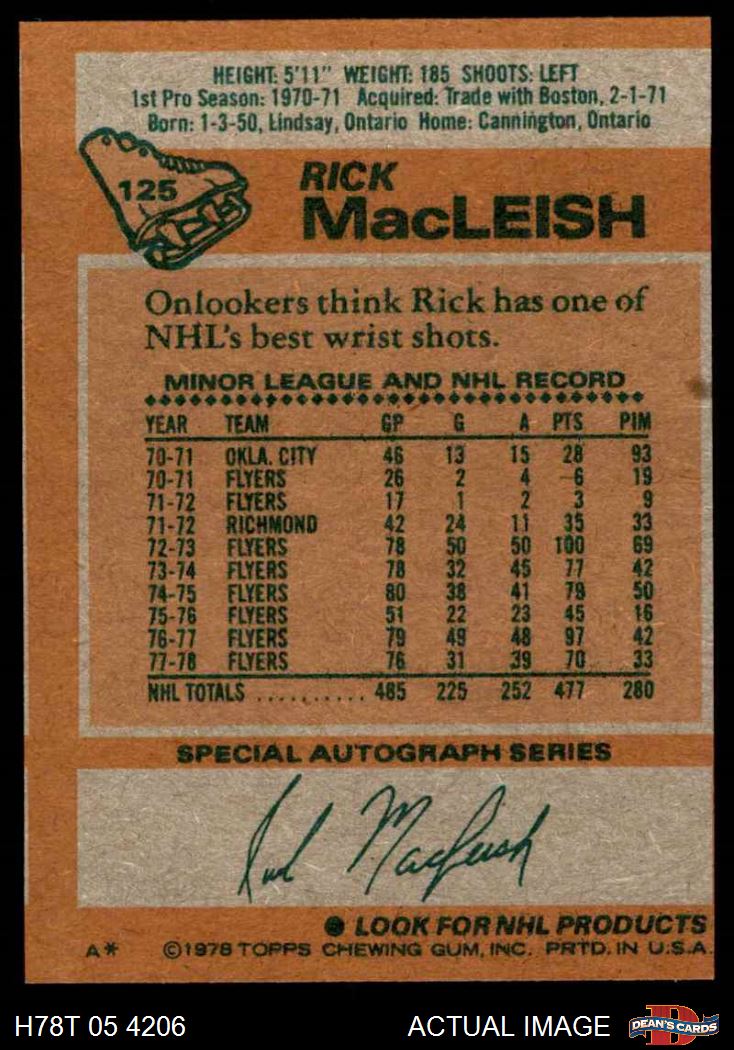 HEIGHT: 5'11" WEIGHT: 185 SHOOTS: LEFT
1st Pro Season: 1970-71 Acquired: Trade with Boston, 2-1-71
Born: 1-3-50, Lindsay, Ontario Home: Cannington, Ontario
125
RICK
MacLEISH
Onlookers think Rick has one of
NHL's best wrist shots.
MINOR LEAGUE AND NHL RECORD
YEAR TEAM GP G A PTS PIM
70-71 OKLA. CITY 46 13 15 28 93
70-71 FLYERS 26 2 4 6 19
71-72 FLYERS 17 1 2 3 9
71-72 RICHMOND 42 24 11 35 33
72-73 FLYERS 78 50 50 100 69
73-74 FLYERS 78 32 45 77 42
74-75 FLYERS 80 38 41 79 50
75-76 FLYERS 51 22 23 45 16
76-77 FLYERS 79 49 48 97 42
77-78 FLYERS 76 31 39 70 33
NHL TOTALS ........... 485 225 252 477 280
SPECIAL AUTOGRAPH SERIES
Rick MacLeish
LOOK FOR NHL PRODUCTS
A* ©1978 TOPPS CHEWING GUM, INC. PRTD. IN U.S.A.
H78T 05 4206 ACTUAL IMAGE D DEAN'S CARDS